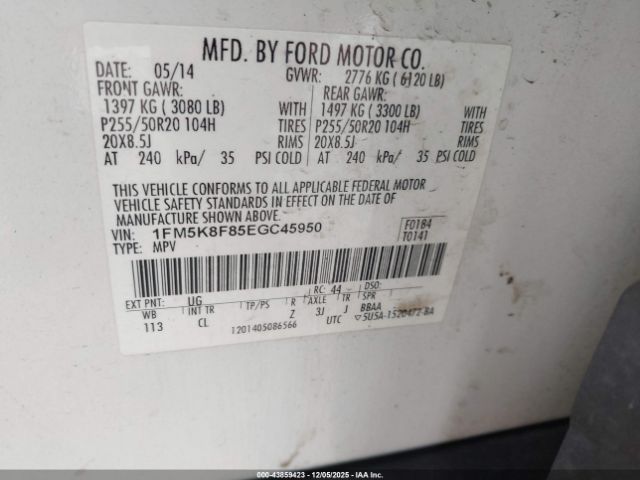 MFD. BY FORD MOTOR CO.
DATE: 05/14 GVWR: 2776 KG ( 6120 LB)
FRONT GAWR: REAR GAWR:
1397 KG ( 3080 LB) WITH 1497 KG ( 3300 LB) WITH
P255/50R20 104H TIRES P255/50R20 104H TIRES
20X8.5J RIMS 20X8.5J RIMS
AT 240 kPa/ 35 PSI COLD AT 240 kPa/ 35 PSI COLD
THIS VEHICLE CONFORMS TO ALL APPLICABLE FEDERAL MOTOR
VEHICLE SAFETY STANDARDS IN EFFECT ON THE DATE OF
MANUFACTURE SHOWN ABOVE.
VIN: 1FM5K8F85EGC45950 F0184
TYPE: MPV T0141
EXT PNT: UG RC: 44 DSO:
WB INT TR TP/PS R AXLE TR SPR
113 CL Z 3J J BBAA
1201405086566 UTC ▽5U5A-1520472-BA
000-43859423 | 12/05/2025 | IAA Inc.